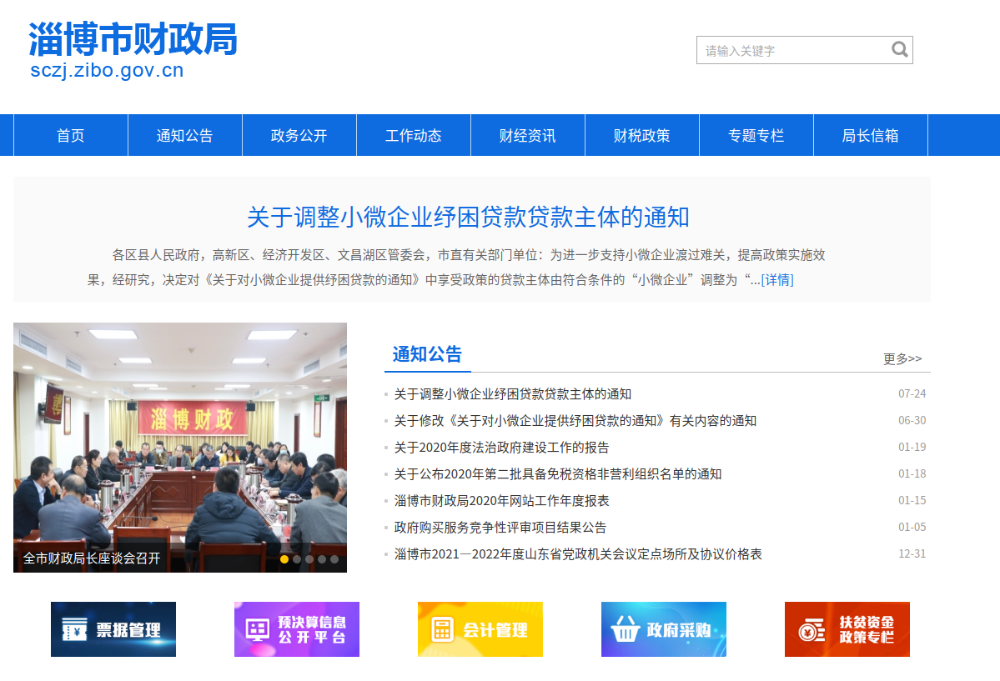 淄博市财政局
sczj.zibo.gov.cn
请输入关键字
首页 通知公告 政务公开 工作动态 财经资讯 财税政策 专题专栏 局长信箱
关于调整小微企业纾困贷款贷款主体的通知
各区县人民政府，高新区、经济开发区、文昌湖区管委会，市直有关部门单位：为进一步支持小微企业渡过难关，提高政策实施效
果，经研究，决定对《关于对小微企业提供纾困贷款的通知》中享受政策的贷款主体由符合条件的“小微企业”调整为“...[详情]
淄博财政
全市财政局长座谈会召开
通知公告 更多>>
关于调整小微企业纾困贷款贷款主体的通知 07-24
关于修改《关于对小微企业提供纾困贷款的通知》有关内容的通知 06-30
关于2020年度法治政府建设工作的报告 01-19
关于公布2020年第二批具备免税资格非营利组织名单的通知 01-18
淄博市财政局2020年网站工作年度报表 01-15
政府购买服务竞争性评审项目结果公告 01-05
淄博市2021—2022年度山东省党政机关会议定点场所及协议价格表 12-31
票据管理
预决算信息
公开平台
会计管理
政府采购
扶贫资金
政策专栏